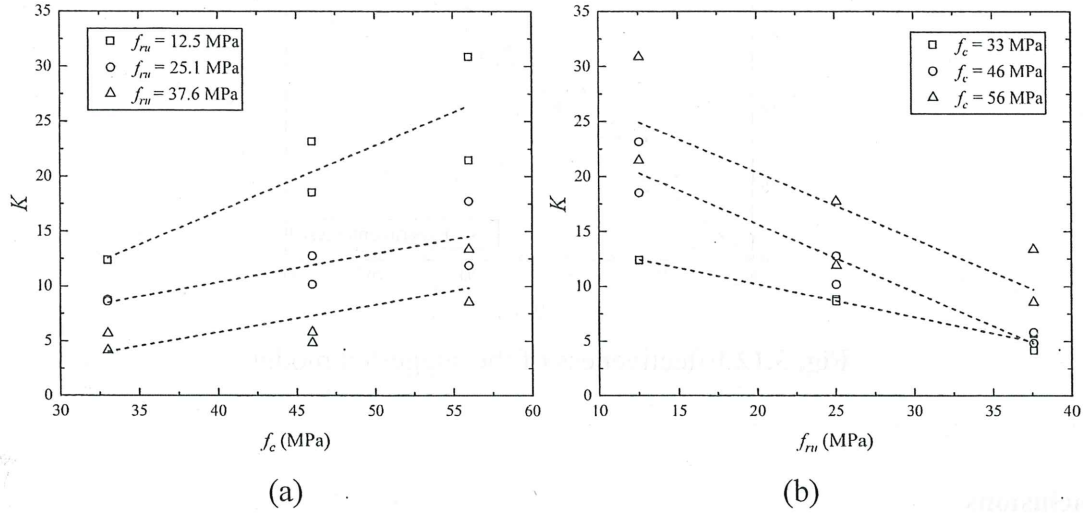 35
30
25
20
15
10
5
0
K
f_ru = 12.5 MPa
f_ru = 25.1 MPa
f_ru = 37.6 MPa
30 35 40 45 50 55 60
f_c (MPa)
(a)
35
30
25
20
15
10
5
0
K
f_c = 33 MPa
f_c = 46 MPa
f_c = 56 MPa
10 15 20 25 30 35 40
f_ru (MPa)
(b)